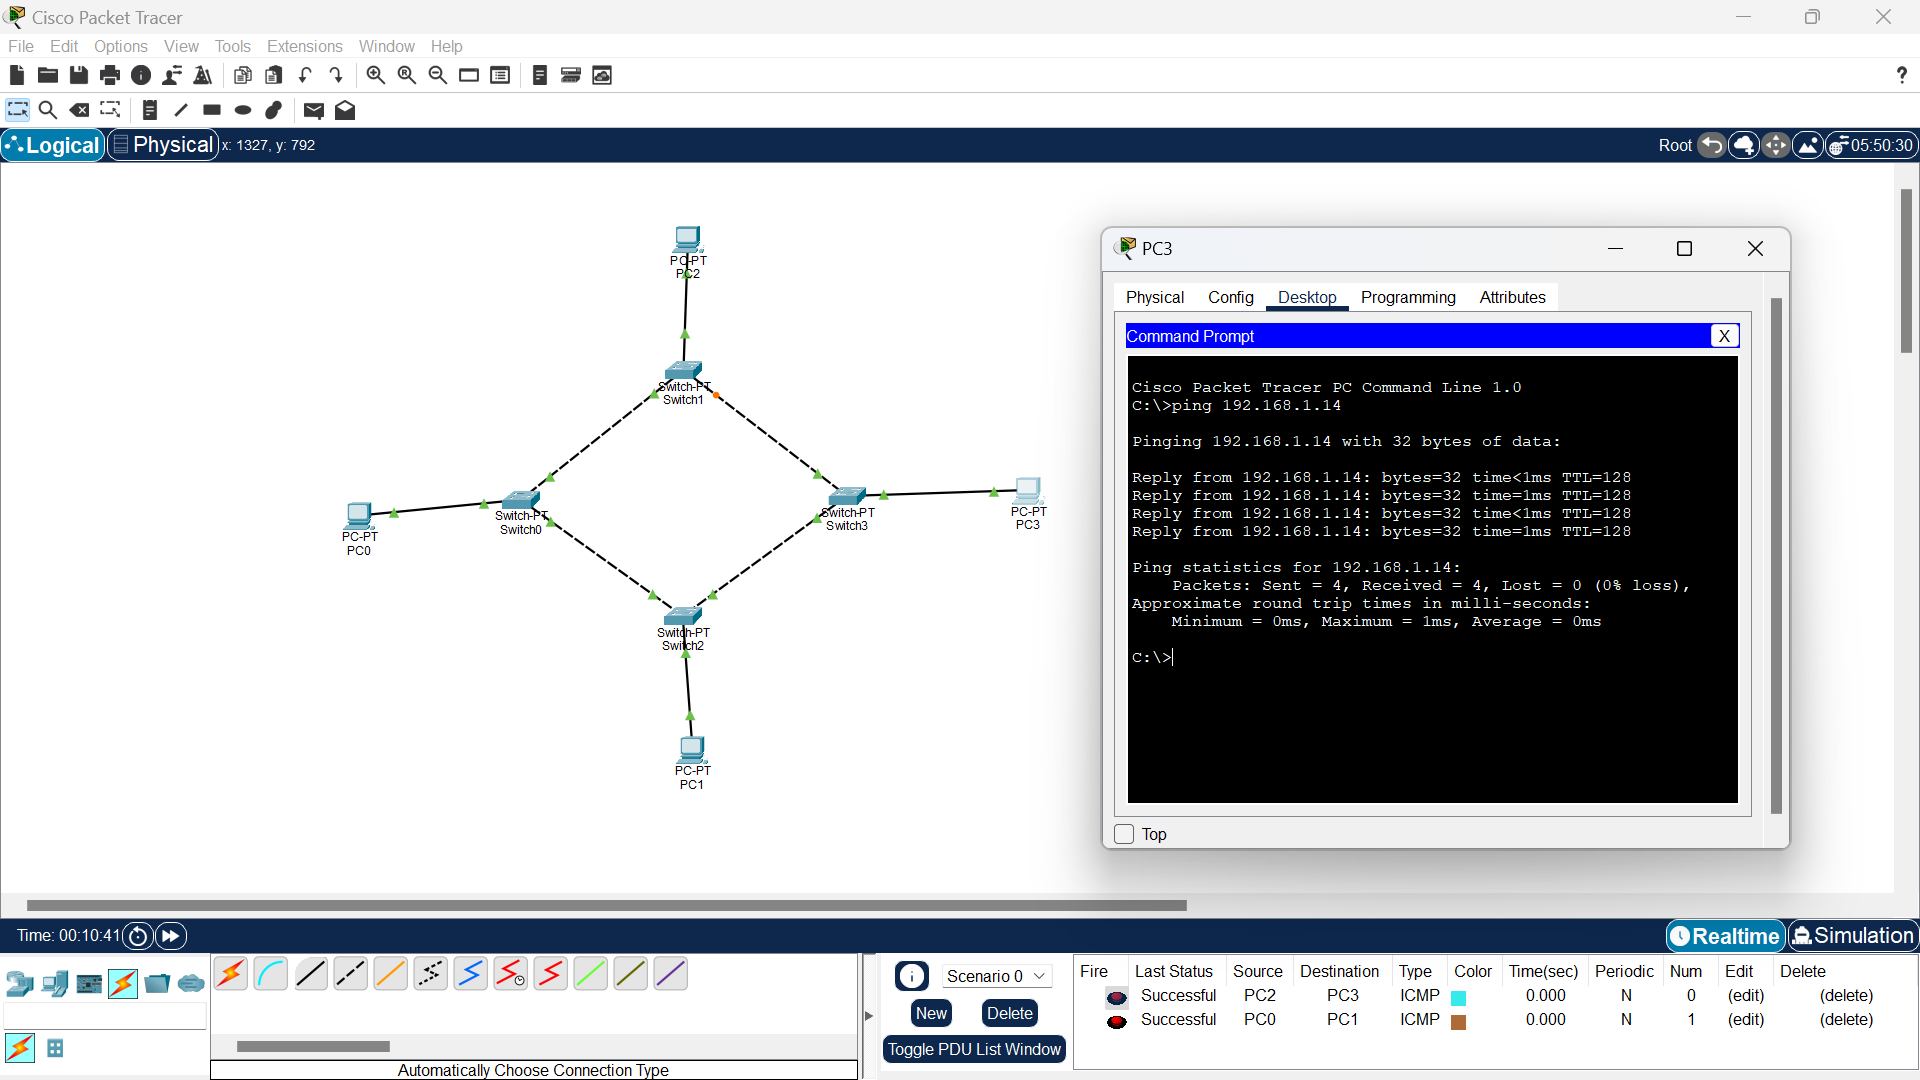 Cisco Packet Tracer
File Edit Options View Tools Extensions Window Help
?
Logical Physical x: 1327, y: 792 Root 05:50:30
PC-PT
PC2
Switch-PT
Switch1
PC-PT
PC0
Switch-PT
Switch0
Switch-PT
Switch3
PC-PT
PC3
Switch-PT
Switch2
PC-PT
PC1
PC3
Physical Config Desktop Programming Attributes
Command Prompt X
Cisco Packet Tracer PC Command Line 1.0
C:\>ping 192.168.1.14
Pinging 192.168.1.14 with 32 bytes of data:
Reply from 192.168.1.14: bytes=32 time<1ms TTL=128
Reply from 192.168.1.14: bytes=32 time=1ms TTL=128
Reply from 192.168.1.14: bytes=32 time<1ms TTL=128
Reply from 192.168.1.14: bytes=32 time=1ms TTL=128
Ping statistics for 192.168.1.14:
Packets: Sent = 4, Received = 4, Lost = 0 (0% loss),
Approximate round trip times in milli-seconds:
Minimum = 0ms, Maximum = 1ms, Average = 0ms
C:\>
Top
Time: 00:10:41 Realtime Simulation
Automatically Choose Connection Type
Scenario 0
New Delete
Toggle PDU List Window
Fire Last Status Source Destination Type Color Time(sec) Periodic Num Edit Delete
Successful PC2 PC3 ICMP 0.000 N 0 (edit) (delete)
Successful PC0 PC1 ICMP 0.000 N 1 (edit) (delete)